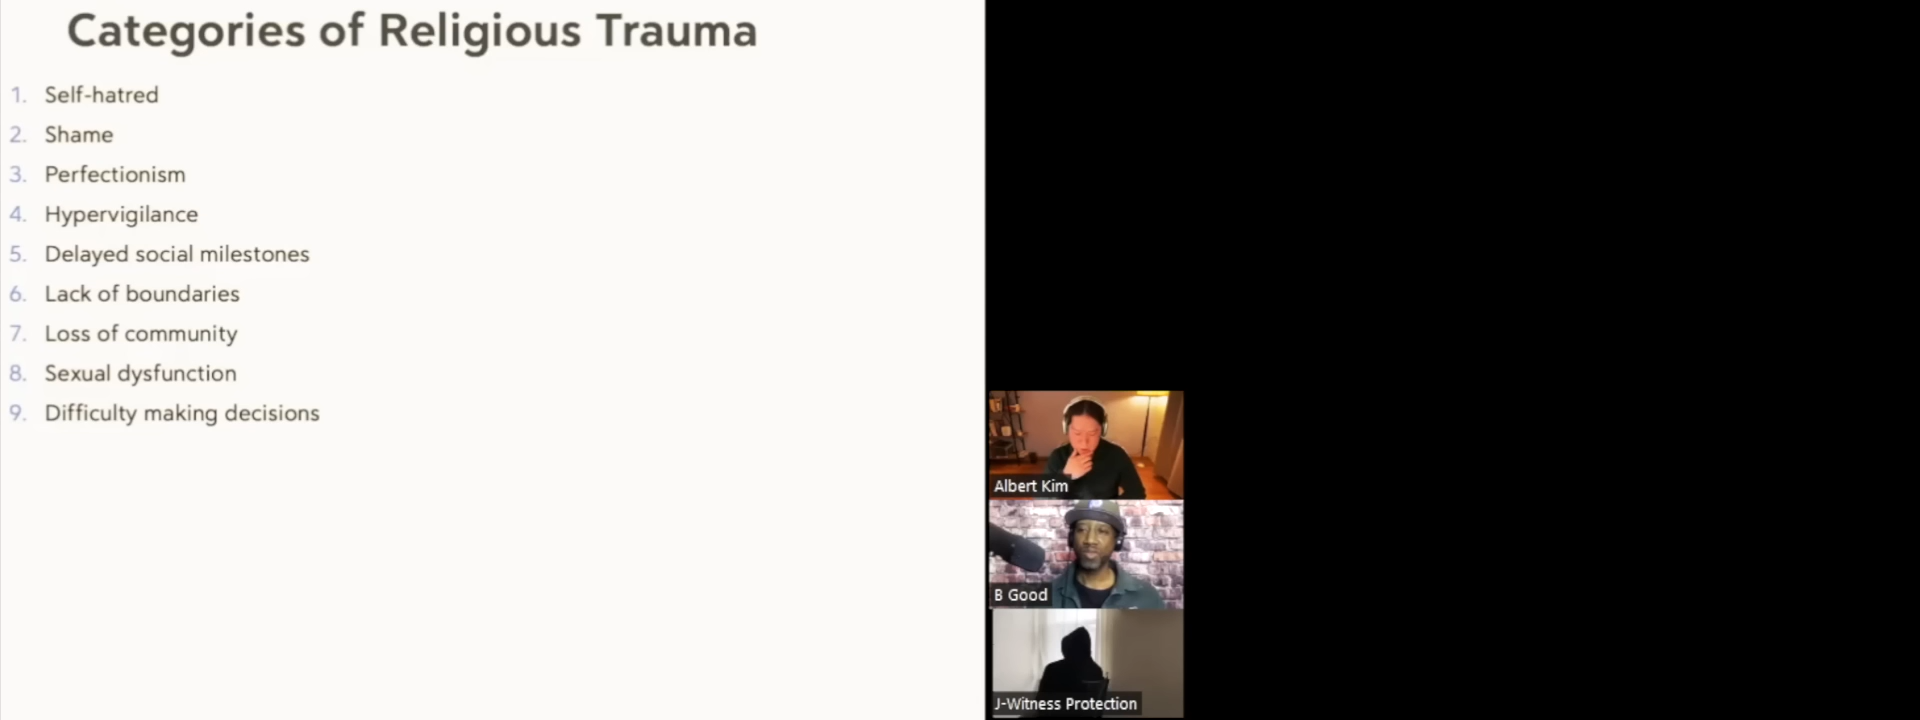 Categories of Religious Trauma
1. Self-hatred
2. Shame
3. Perfectionism
4. Hypervigilance
5. Delayed social milestones
6. Lack of boundaries
7. Loss of community
8. Sexual dysfunction
9. Difficulty making decisions
Albert Kim
B Good
J-Witness Protection